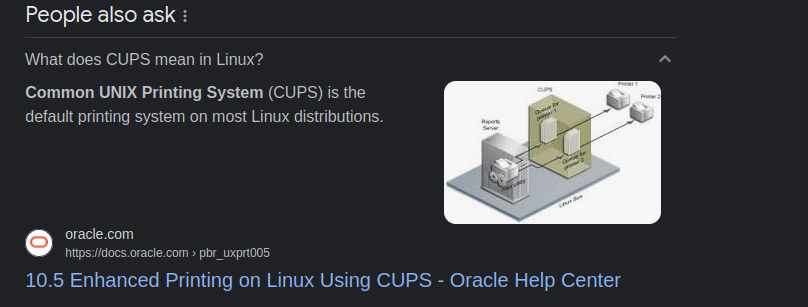 People also ask
What does CUPS mean in Linux?
Common UNIX Printing System (CUPS) is the
default printing system on most Linux distributions.
CUPS
Printer 1
Printer 2
Queue for
printer 1
Reports
Server
Queue for
printer 2
Linux Box
oracle.com
https://docs.oracle.com › pbr_uxprt005
10.5 Enhanced Printing on Linux Using CUPS - Oracle Help Center